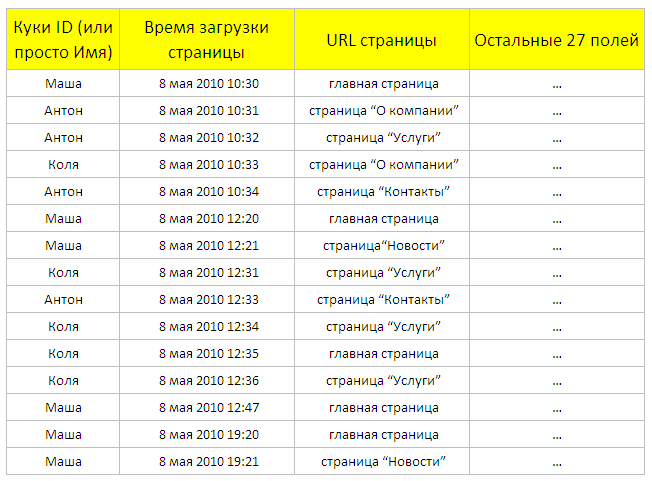 Куки ID (или просто Имя) Время загрузки страницы URL страницы Остальные 27 полей
Маша 8 мая 2010 10:30 главная страница ...
Антон 8 мая 2010 10:31 страница “О компании” ...
Антон 8 мая 2010 10:32 страница “Услуги” ...
Коля 8 мая 2010 10:33 страница “О компании” ...
Антон 8 мая 2010 10:34 страница “Контакты” ...
Маша 8 мая 2010 12:20 главная страница ...
Маша 8 мая 2010 12:21 страница“Новости” ...
Коля 8 мая 2010 12:31 страница “Услуги” ...
Антон 8 мая 2010 12:33 страница “Контакты” ...
Коля 8 мая 2010 12:34 страница “Услуги” ...
Коля 8 мая 2010 12:35 главная страница ...
Коля 8 мая 2010 12:36 страница “Услуги” ...
Маша 8 мая 2010 12:47 главная страница ...
Маша 8 мая 2010 19:20 главная страница ...
Маша 8 мая 2010 19:21 страница “Новости” ...